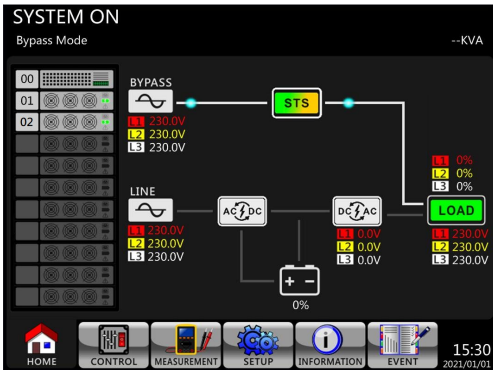 SYSTEM ON
Bypass Mode
--KVA
00
01
02
BYPASS
L1 230.0V
L2 230.0V
L3 230.0V
STS
L1 0%
L2 0%
L3 0%
LOAD
L1 230.0V
L2 230.0V
L3 230.0V
LINE
L1 230.0V
L2 230.0V
L3 230.0V
AC DC
DC AC
L1 0.0V
L2 0.0V
L3 0.0V
+ -
0%
HOME
CONTROL
MEASUREMENT
SETUP
INFORMATION
EVENT
15:30
2021/01/01